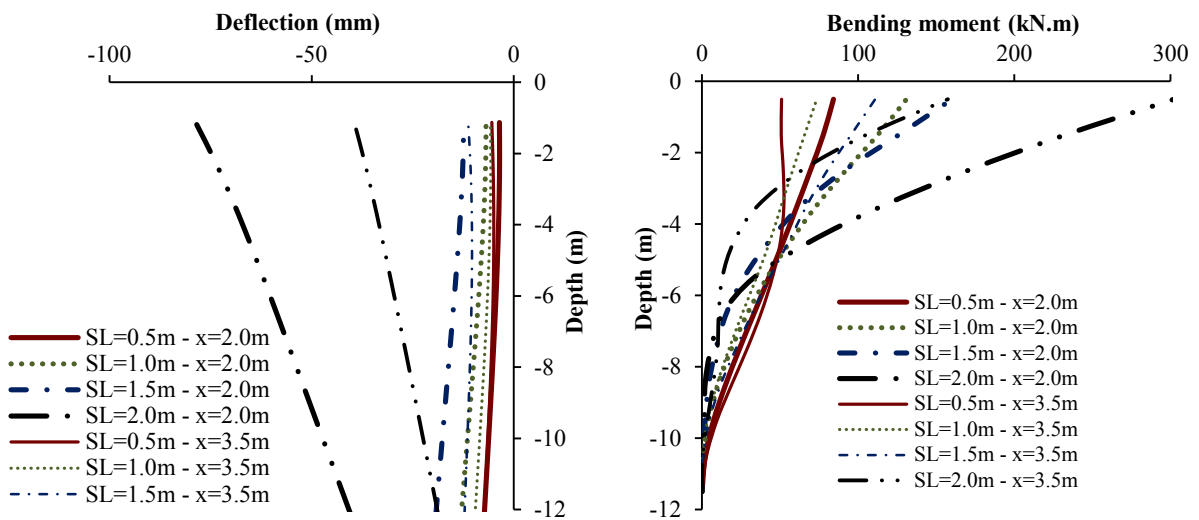 Deflection (mm)
-100
-50
0
0
-2
-4
-6
-8
-10
-12
Depth (m)
SL=0.5m - x=2.0m
SL=1.0m - x=2.0m
SL=1.5m - x=2.0m
SL=2.0m - x=2.0m
SL=0.5m - x=3.5m
SL=1.0m - x=3.5m
SL=1.5m - x=3.5m
Bending moment (kN.m)
0
100
200
300
0
-2
-4
-6
-8
-10
-12
Depth (m)
SL=0.5m - x=2.0m
SL=1.0m - x=2.0m
SL=1.5m - x=2.0m
SL=2.0m - x=2.0m
SL=0.5m - x=3.5m
SL=1.0m - x=3.5m
SL=1.5m - x=3.5m
SL=2.0m - x=3.5m